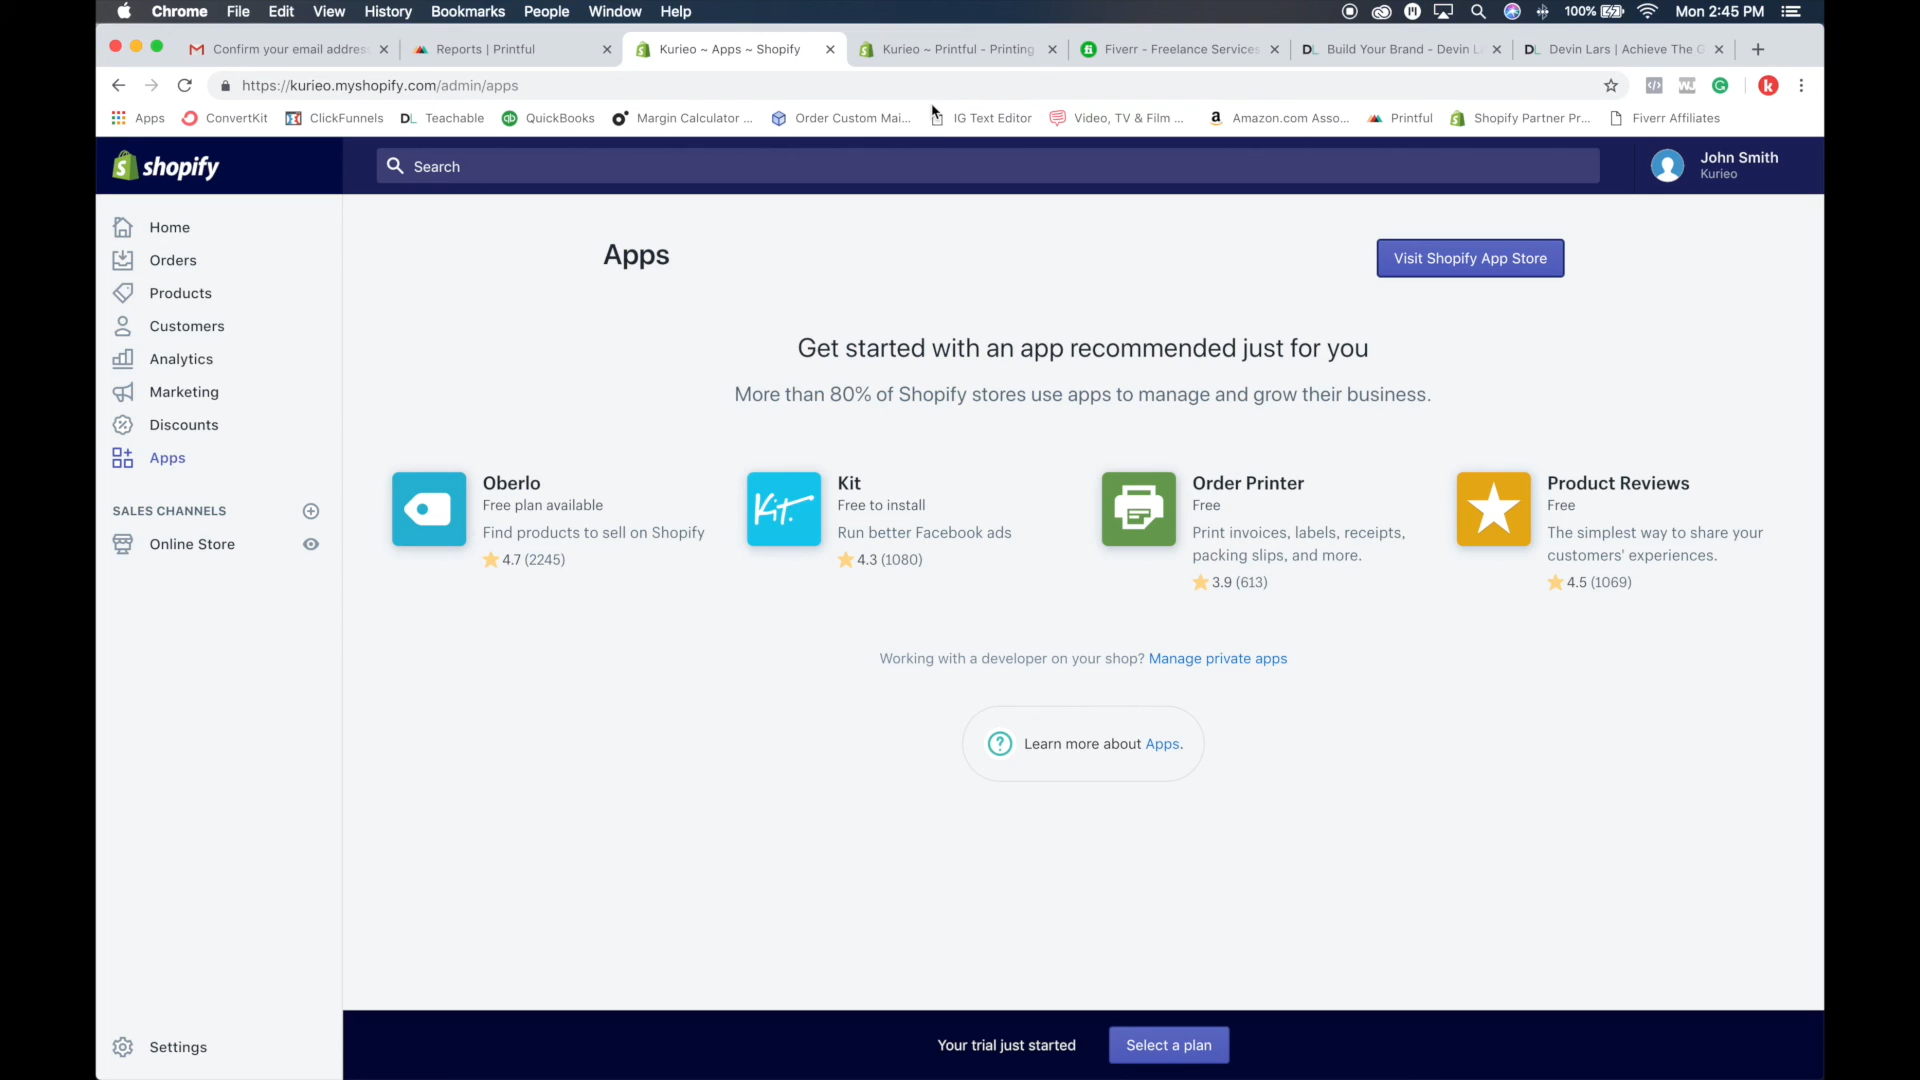 Chrome File Edit View History Bookmarks People Window Help 100% Mon 2:45 PM
Confirm your email address Reports | Printful Kurieo ~ Apps ~ Shopify Kurieo ~ Printful - Printing Fiverr - Freelance Services DL Build Your Brand - Devin L DL Devin Lars | Achieve The G
https://kurieo.myshopify.com/admin/apps
k
Apps ConvertKit ClickFunnels DL Teachable QuickBooks Margin Calculator ... Order Custom Mai... IG Text Editor Video, TV & Film ... Amazon.com Asso... Printful Shopify Partner Pr... Fiverr Affiliates
shopify
Search
John Smith
Kurieo
Home
Orders
Products
Customers
Analytics
Marketing
Discounts
Apps
SALES CHANNELS
Online Store
Settings
Apps
Visit Shopify App Store
Get started with an app recommended just for you
More than 80% of Shopify stores use apps to manage and grow their business.
Oberlo
Free plan available
Find products to sell on Shopify
4.7 (2245)
Kit.
Kit
Free to install
Run better Facebook ads
4.3 (1080)
Order Printer
Free
Print invoices, labels, receipts,
packing slips, and more.
3.9 (613)
Product Reviews
Free
The simplest way to share your
customers' experiences.
4.5 (1069)
Working with a developer on your shop? Manage private apps
Learn more about Apps.
Your trial just started
Select a plan